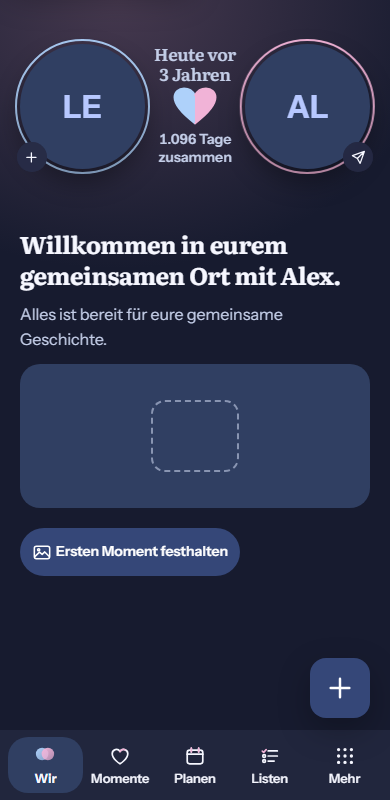 LE
Heute vor
3 Jahren
1.096 Tage
zusammen
AL
Willkommen in eurem
gemeinsamen Ort mit Alex.
Alles ist bereit für eure gemeinsame
Geschichte.
Ersten Moment festhalten
Wir
Momente
Planen
Listen
Mehr